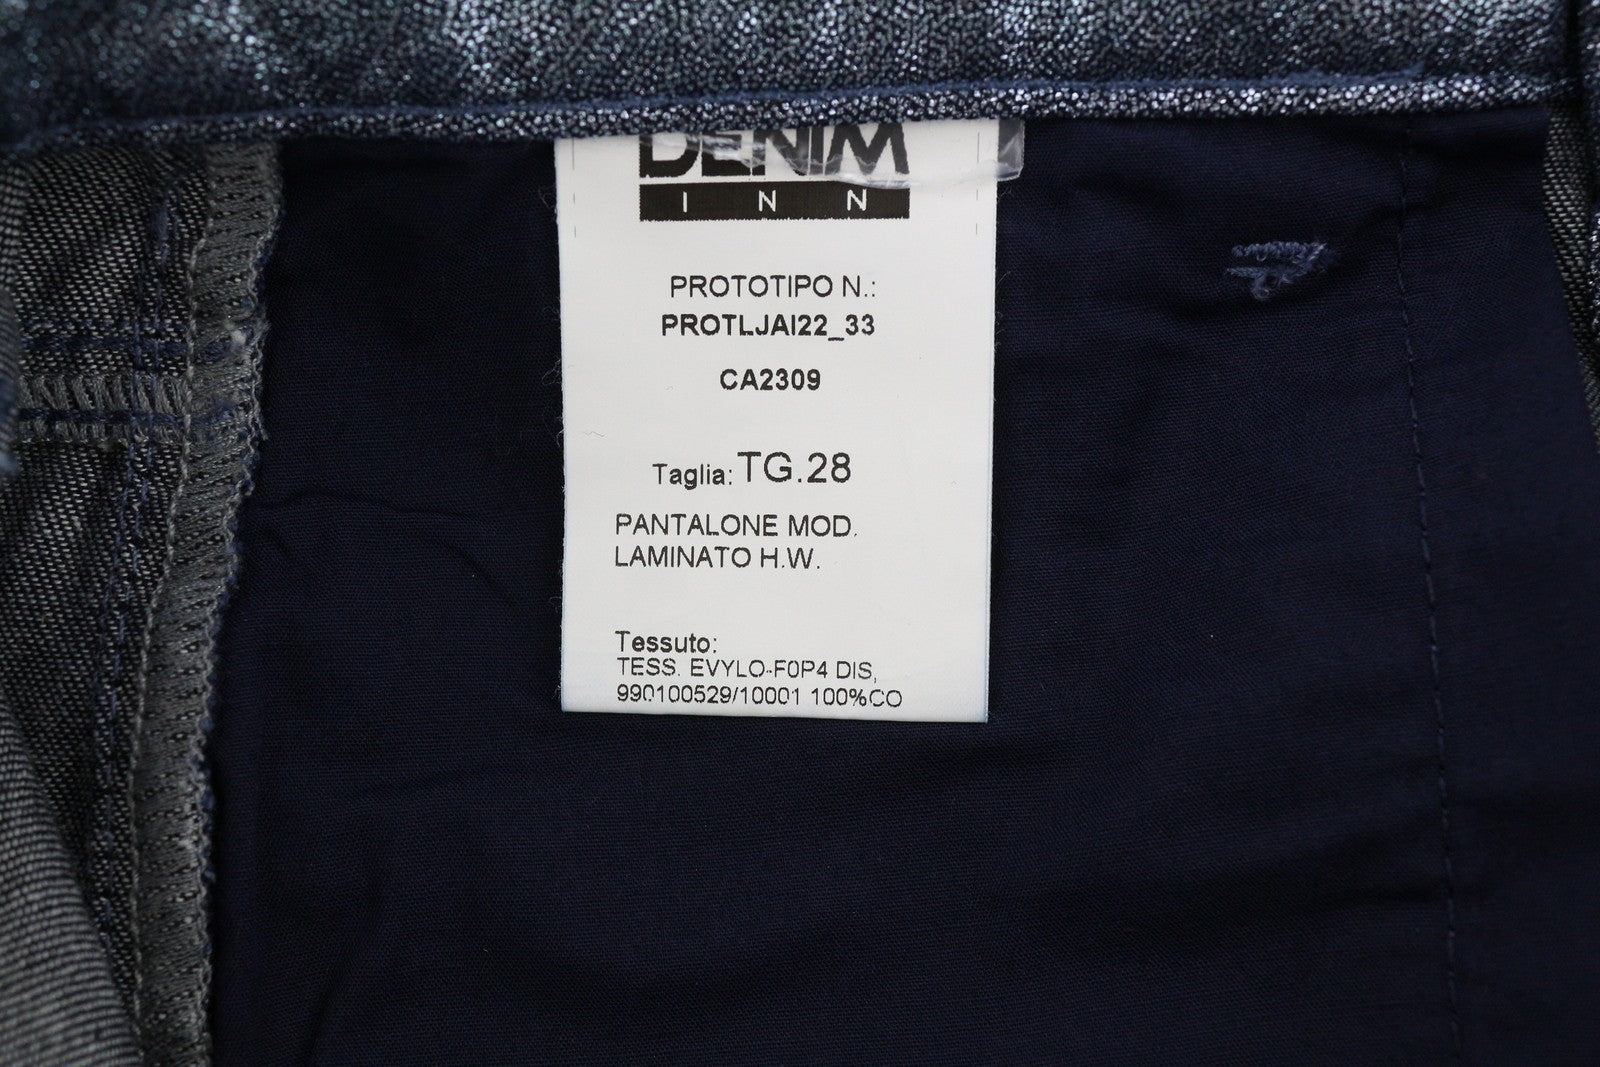 DENIM
INN
PROTOTIPO N.:
PROTLJAI22_33
CA2309
Taglia: TG.28
PANTALONE MOD.
LAMINATO H.W.
Tessuto:
TESS. EVYLO-F0P4 DIS,
990100529/10001 100%CO